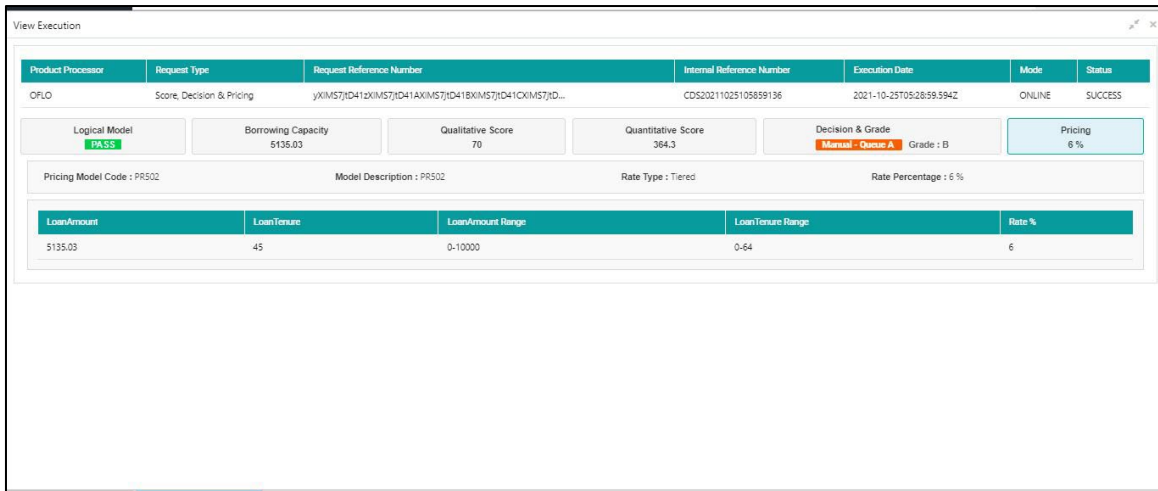 View Execution
Product Processor Request Type Request Reference Number Internal Reference Number Execution Date Mode Status
OFLO Score, Decision & Pricing yXIMS7JtD41zXIMS7JtD41AXIMS7JtD41BXIMS7JtD41CXIMS7JtD... CDS20211025105859136 2021-10-25T05:28:59.594Z ONLINE SUCCESS
Logical Model Borrowing Capacity Qualitative Score Quantitative Score Decision & Grade Pricing
PASS 5135.03 70 364.3 Manual - Queue A Grade : B 6 %
Pricing Model Code : PR502 Model Description : PR502 Rate Type : Tiered Rate Percentage : 6 %
LoanAmount LoanTenure LoanAmount Range LoanTenure Range Rate %
5135.03 45 0-10000 0-64 6